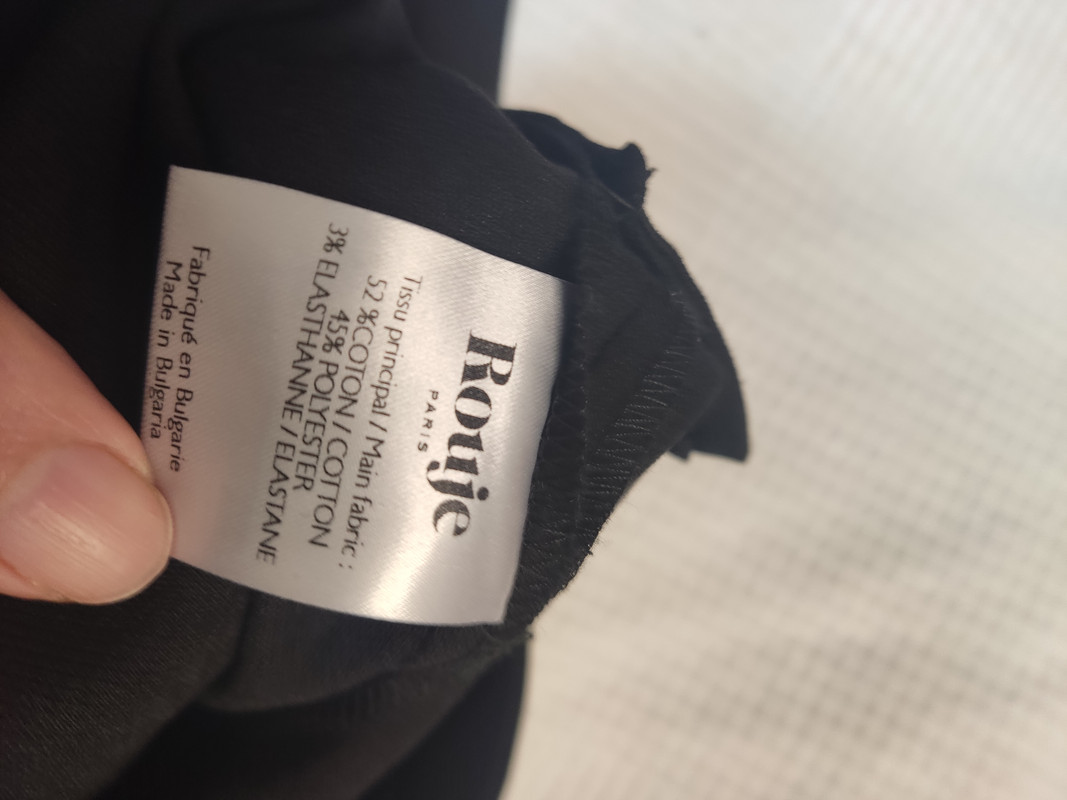 Rouje
PARIS
Tissu principal / Main fabric :
52 %COTON / COTTON
45% POLYESTER
3% ELASTHANNE / ELASTANE
Fabriqué en Bulgarie
Made in Bulgaria